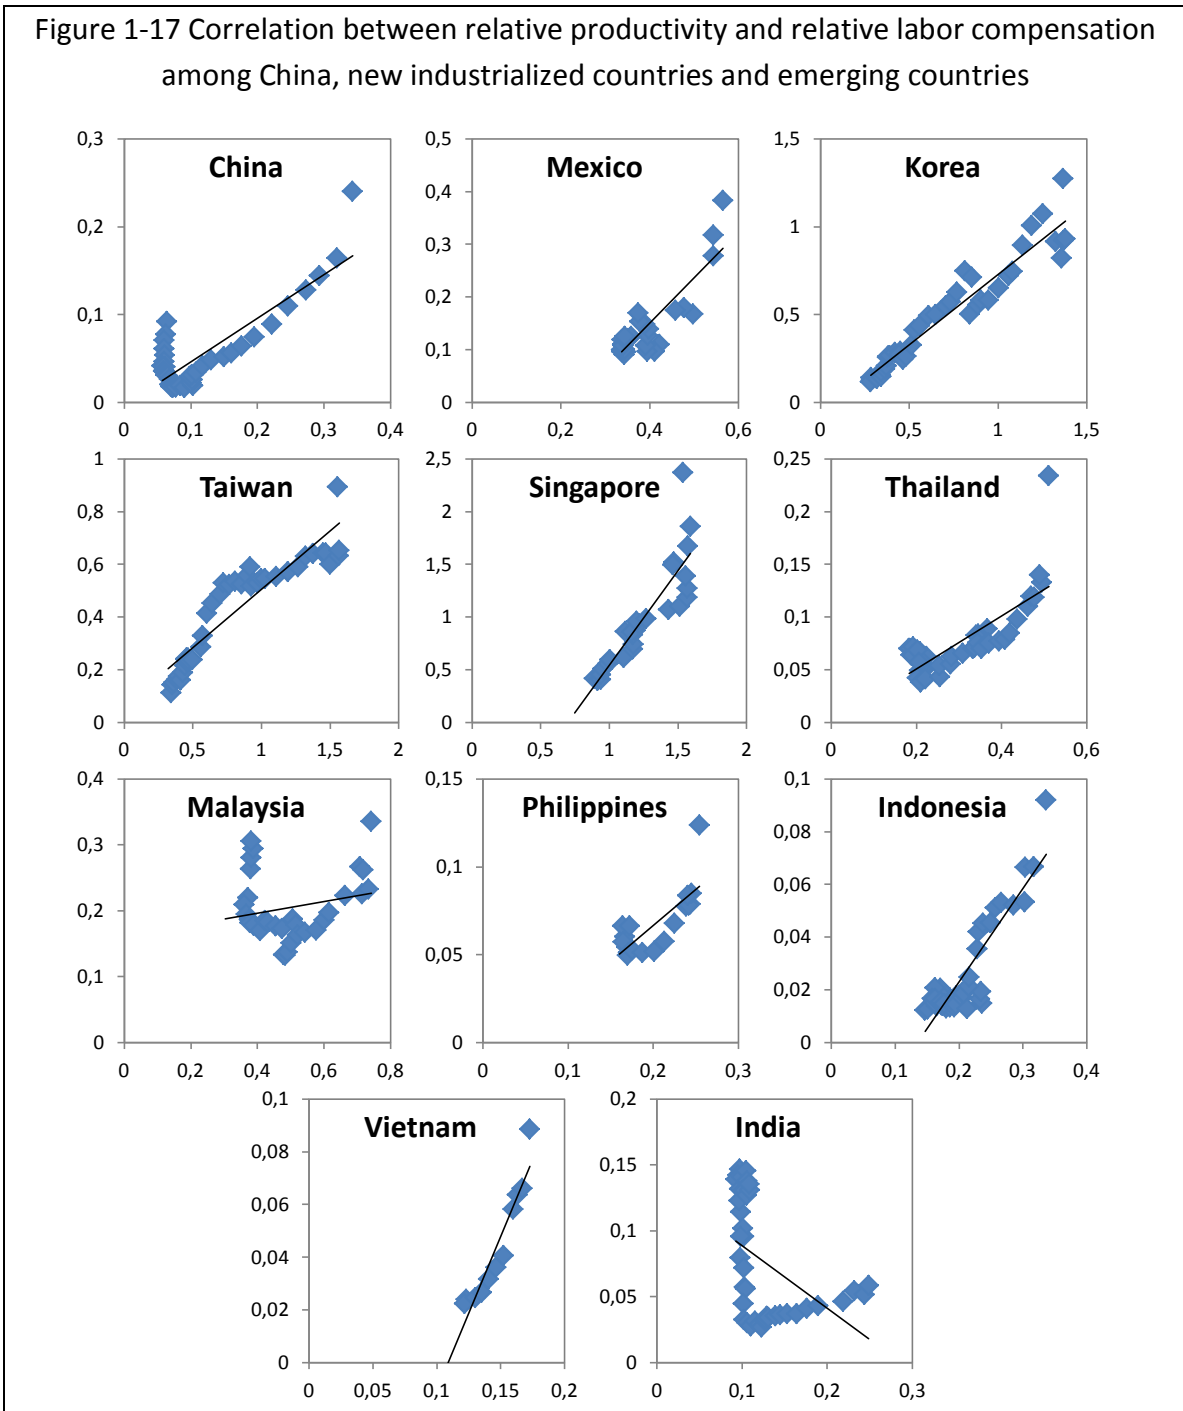 Figure 1-17 Correlation between relative productivity and relative labor compensation
among China, new industrialized countries and emerging countries
China
0,3
0,2
0,1
0
0 0,1 0,2 0,3 0,4
Mexico
0,5
0,4
0,3
0,2
0,1
0
0 0,2 0,4 0,6
Korea
1,5
1
0,5
0
0 0,5 1 1,5
Taiwan
1
0,8
0,6
0,4
0,2
0
0 0,5 1 1,5 2
Singapore
2,5
2
1,5
1
0,5
0
0 0,5 1 1,5 2
Thailand
0,25
0,2
0,15
0,1
0,05
0
0 0,2 0,4 0,6
Malaysia
0,4
0,3
0,2
0,1
0
0 0,2 0,4 0,6 0,8
Philippines
0,15
0,1
0,05
0
0 0,1 0,2 0,3
Indonesia
0,1
0,08
0,06
0,04
0,02
0
0 0,1 0,2 0,3 0,4
Vietnam
0,1
0,08
0,06
0,04
0,02
0
0 0,05 0,1 0,15 0,2
India
0,2
0,15
0,1
0,05
0
0 0,1 0,2 0,3